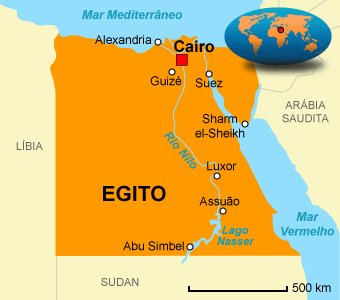 Mar Mediterrâneo
Alexandria
Cairo
Guizé
Suez
ARÁBIA
SAUDITA
Sharm
el-Sheikh
LÍBIA
Rio Nilo
Luxor
EGITO
Assuão
Mar
Vermelho
Lago
Nasser
Abu Simbel
SUDAN
500 km